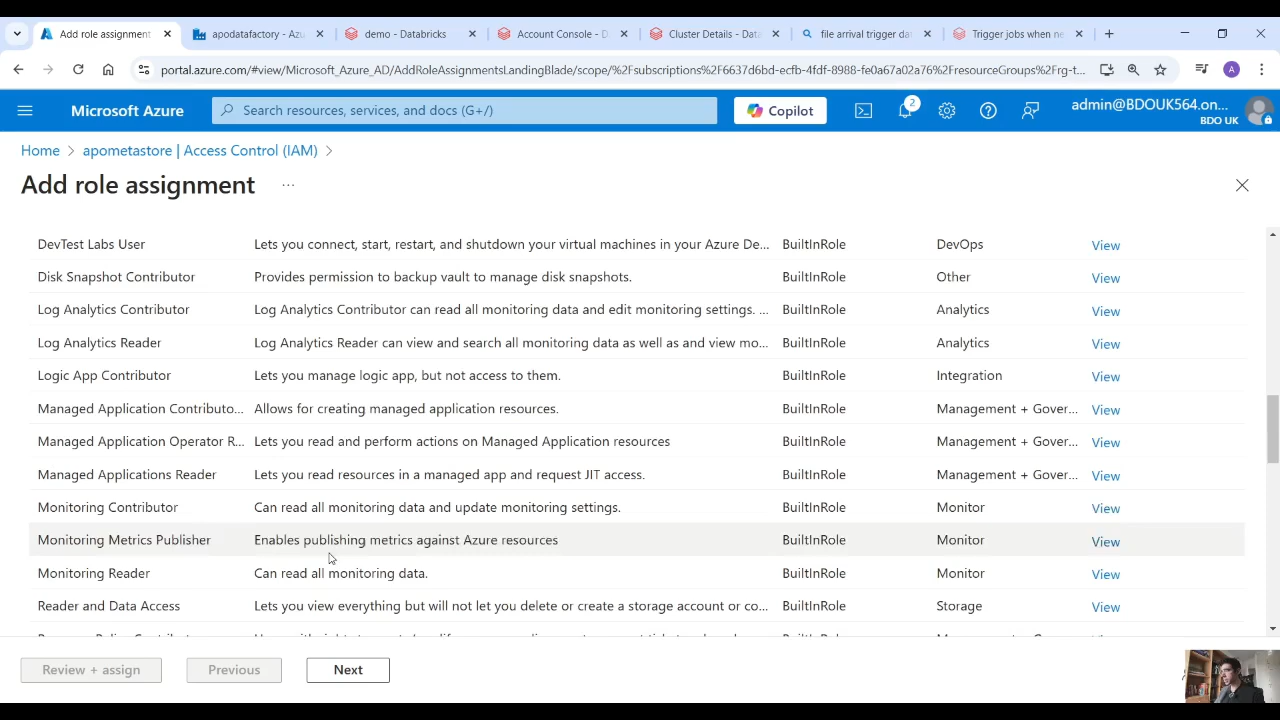 Add role assignment
apodatafactory - Azu
demo - Databricks
Account Console - D
Cluster Details - Data
file arrival trigger da
Trigger jobs when ne
portal.azure.com/#view/Microsoft_Azure_AD/AddRoleAssignmentsLandingBlade/scope/%2Fsubscriptions%2F6637d6bd-ecfb-4fdf-8988-fe0a67a02a76%2FresourceGroups%2Frg-t...
A
Microsoft Azure
Search resources, services, and docs (G+/)
Copilot
2
admin@BDOUK564.on...
BDO UK
Home > apometastore | Access Control (IAM) >
Add role assignment ...
DevTest Labs User Lets you connect, start, restart, and shutdown your virtual machines in your Azure De... BuiltInRole DevOps View
Disk Snapshot Contributor Provides permission to backup vault to manage disk snapshots. BuiltInRole Other View
Log Analytics Contributor Log Analytics Contributor can read all monitoring data and edit monitoring settings. ... BuiltInRole Analytics View
Log Analytics Reader Log Analytics Reader can view and search all monitoring data as well as and view mo... BuiltInRole Analytics View
Logic App Contributor Lets you manage logic app, but not access to them. BuiltInRole Integration View
Managed Application Contributo... Allows for creating managed application resources. BuiltInRole Management + Gover... View
Managed Application Operator R... Lets you read and perform actions on Managed Application resources BuiltInRole Management + Gover... View
Managed Applications Reader Lets you read resources in a managed app and request JIT access. BuiltInRole Management + Gover... View
Monitoring Contributor Can read all monitoring data and update monitoring settings. BuiltInRole Monitor View
Monitoring Metrics Publisher Enables publishing metrics against Azure resources BuiltInRole Monitor View
Monitoring Reader Can read all monitoring data. BuiltInRole Monitor View
Reader and Data Access Lets you view everything but will not let you delete or create a storage account or co... BuiltInRole Storage View
Review + assign
Previous
Next